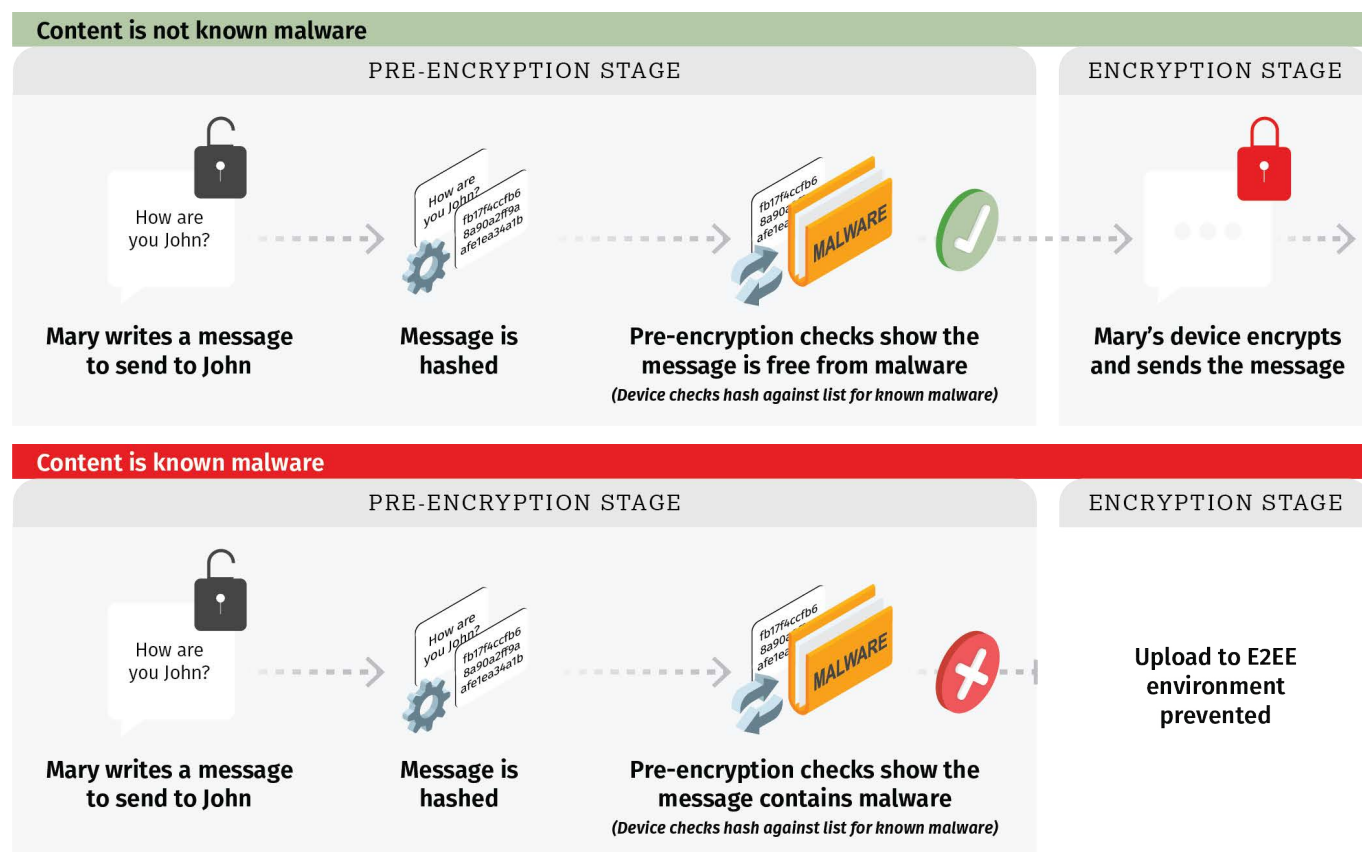 Content is not known malware
PRE-ENCRYPTION STAGE
ENCRYPTION STAGE
How are
you John?
How are
you John?
fb17f4ccfb6
8a90a2ff9a
afe1ea34a1b
fb17f4ccfb6
8a90a
afe1ea
MALWARE
Mary writes a message
to send to John
Message is
hashed
Pre-encryption checks show the
message is free from malware
(Device checks hash against list for known malware)
Mary’s device encrypts
and sends the message
Content is known malware
PRE-ENCRYPTION STAGE
ENCRYPTION STAGE
How are
you John?
How are
you John?
fb17f4ccfb6
8a90a2ff9a
afe1ea34a1b
fb17f4ccfb6
8a90a
afe1ea
MALWARE
Upload to E2EE
environment
prevented
Mary writes a message
to send to John
Message is
hashed
Pre-encryption checks show the
message contains malware
(Device checks hash against list for known malware)